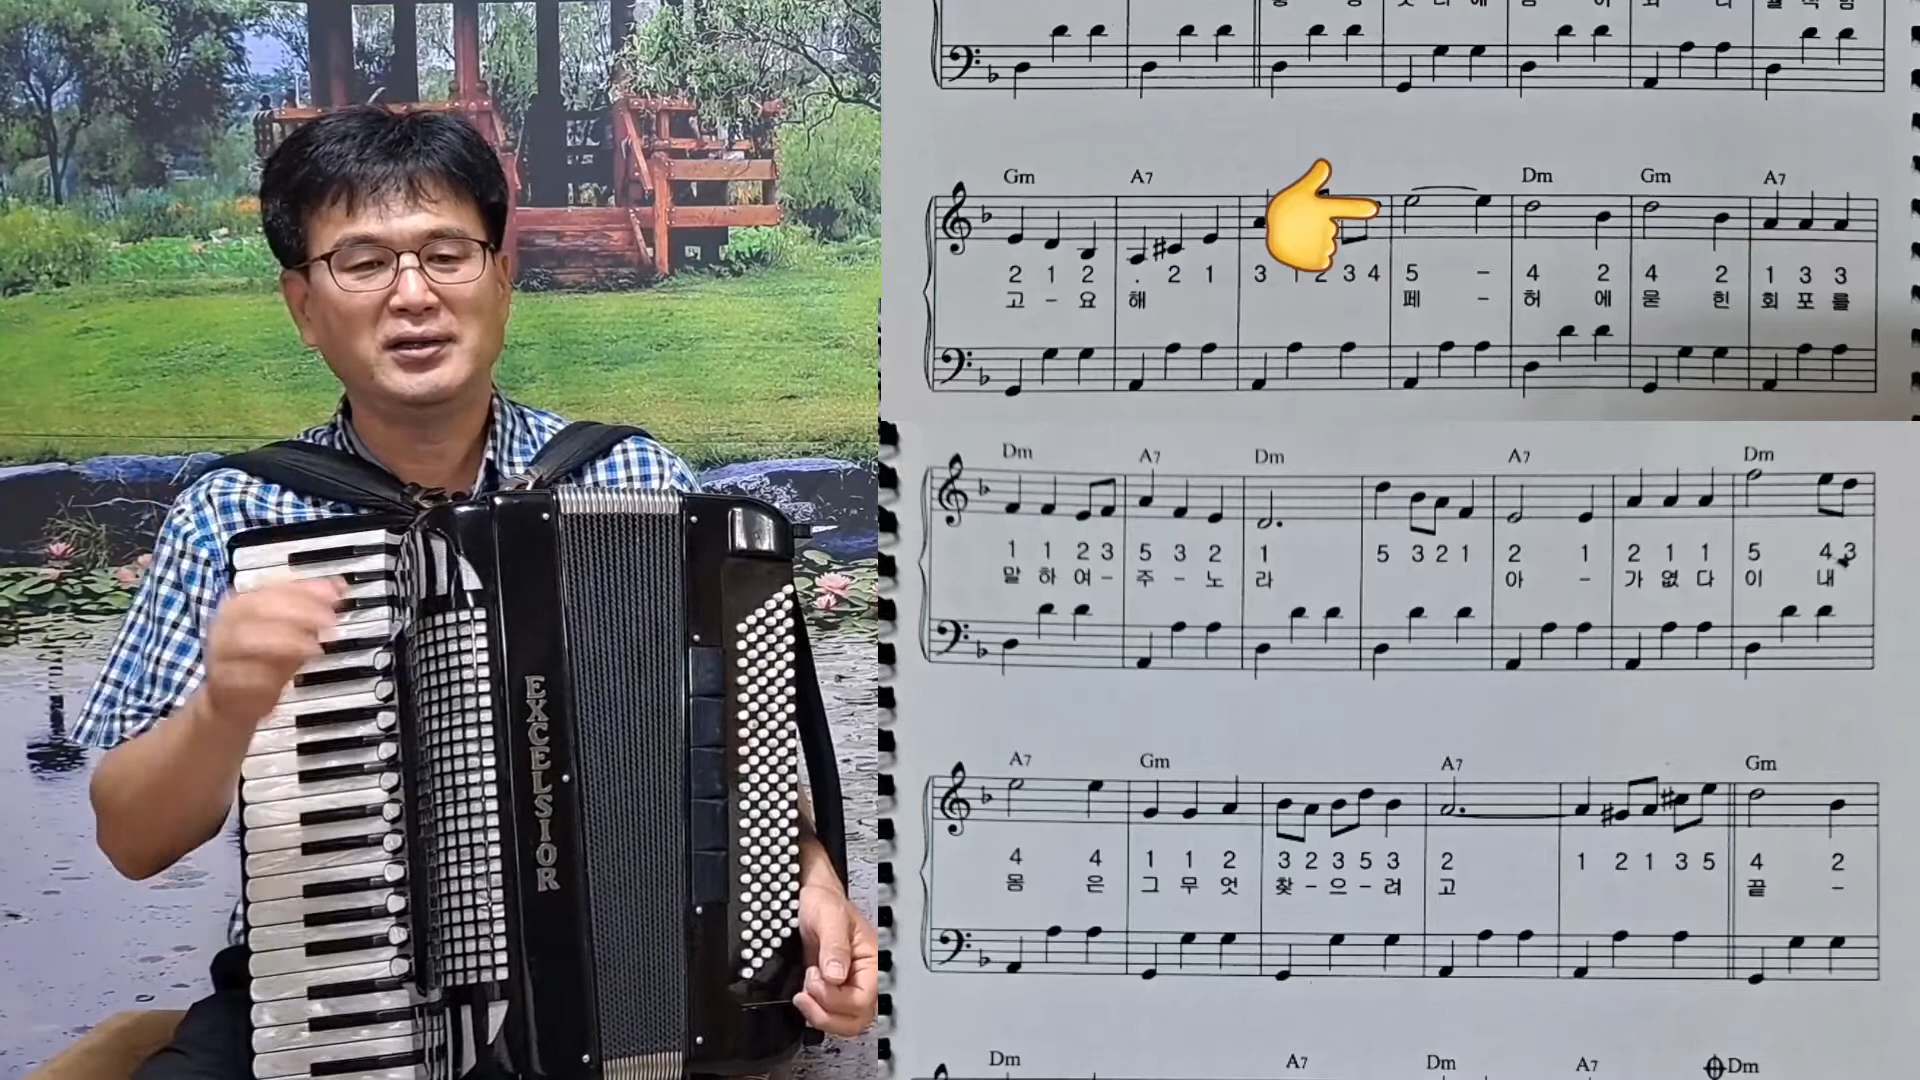 EXCELSIOR
Gm A7 Dm Gm A7
2 1 2 . 2 1 3 1 2 3 4 5 - 4 2 4 2 1 3 3
고 - 요 해 폐 - 허 에 묻 힌 회 포 를
Dm A7 Dm A7 Dm
1 1 2 3 5 3 2 1 5 3 2 1 2 1 2 1 1 5 4 3
말 하 여 - 주 - 노 라 아 - 가 없 다 이 내
A7 Gm A7 Gm
4 4 1 1 2 3 2 3 5 3 2 1 2 1 3 5 4 2
몸 은 그 무 엇 찾 - 으 - 려 고 끝 -
Dm A7 Dm A7 Dm